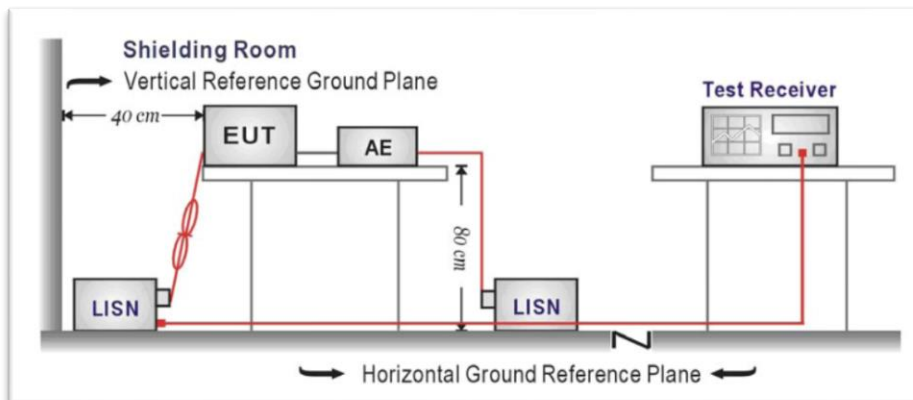 Shielding Room
Vertical Reference Ground Plane
Test Receiver
40 cm
EUT
AE
80 cm
LISN
LISN
Horizontal Ground Reference Plane